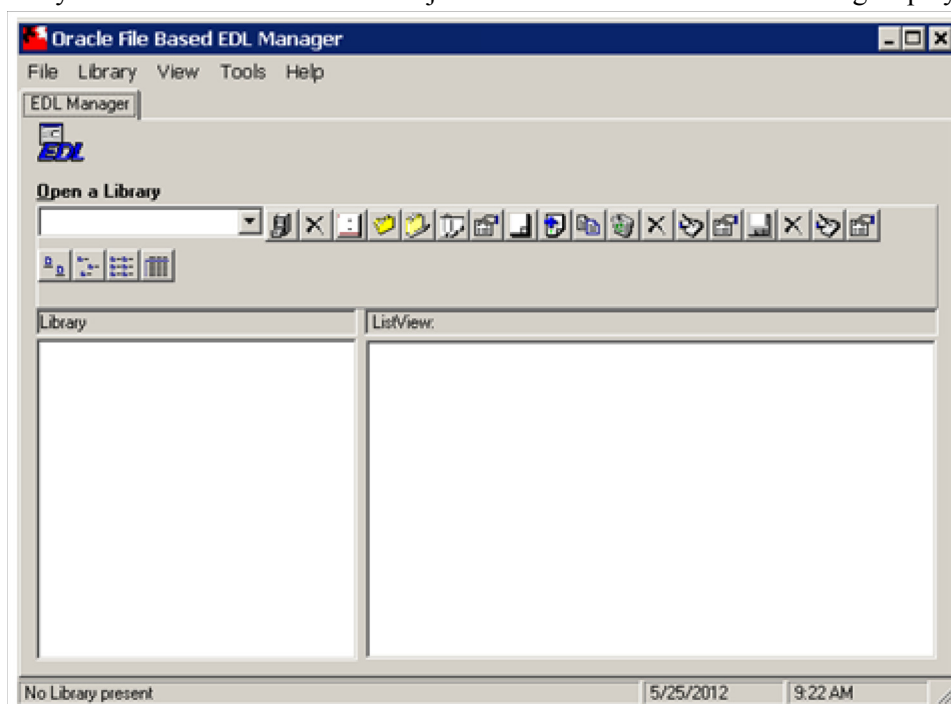 Oracle File Based EDL Manager
File Library View Tools Help
EDL Manager
EDL
Open a Library
Library ListView:
No Library present 5/25/2012 9:22 AM